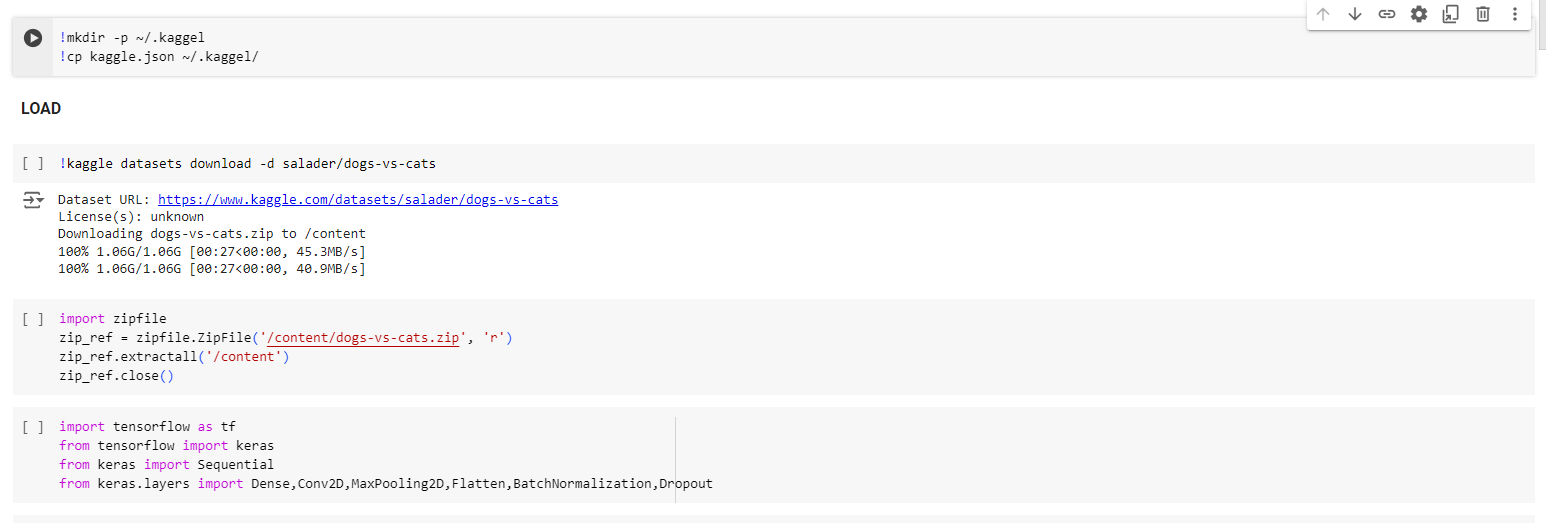 !mkdir -p ~/.kaggel
!cp kaggle.json ~/.kaggel/
LOAD
[ ] !kaggle datasets download -d salader/dogs-vs-cats
Dataset URL: https://www.kaggle.com/datasets/salader/dogs-vs-cats
License(s): unknown
Downloading dogs-vs-cats.zip to /content
100% 1.06G/1.06G [00:27<00:00, 45.3MB/s]
100% 1.06G/1.06G [00:27<00:00, 40.9MB/s]
[ ] import zipfile
zip_ref = zipfile.ZipFile('/content/dogs-vs-cats.zip', 'r')
zip_ref.extractall('/content')
zip_ref.close()
[ ] import tensorflow as tf
from tensorflow import keras
from keras import Sequential
from keras.layers import Dense,Conv2D,MaxPooling2D,Flatten,BatchNormalization,Dropout